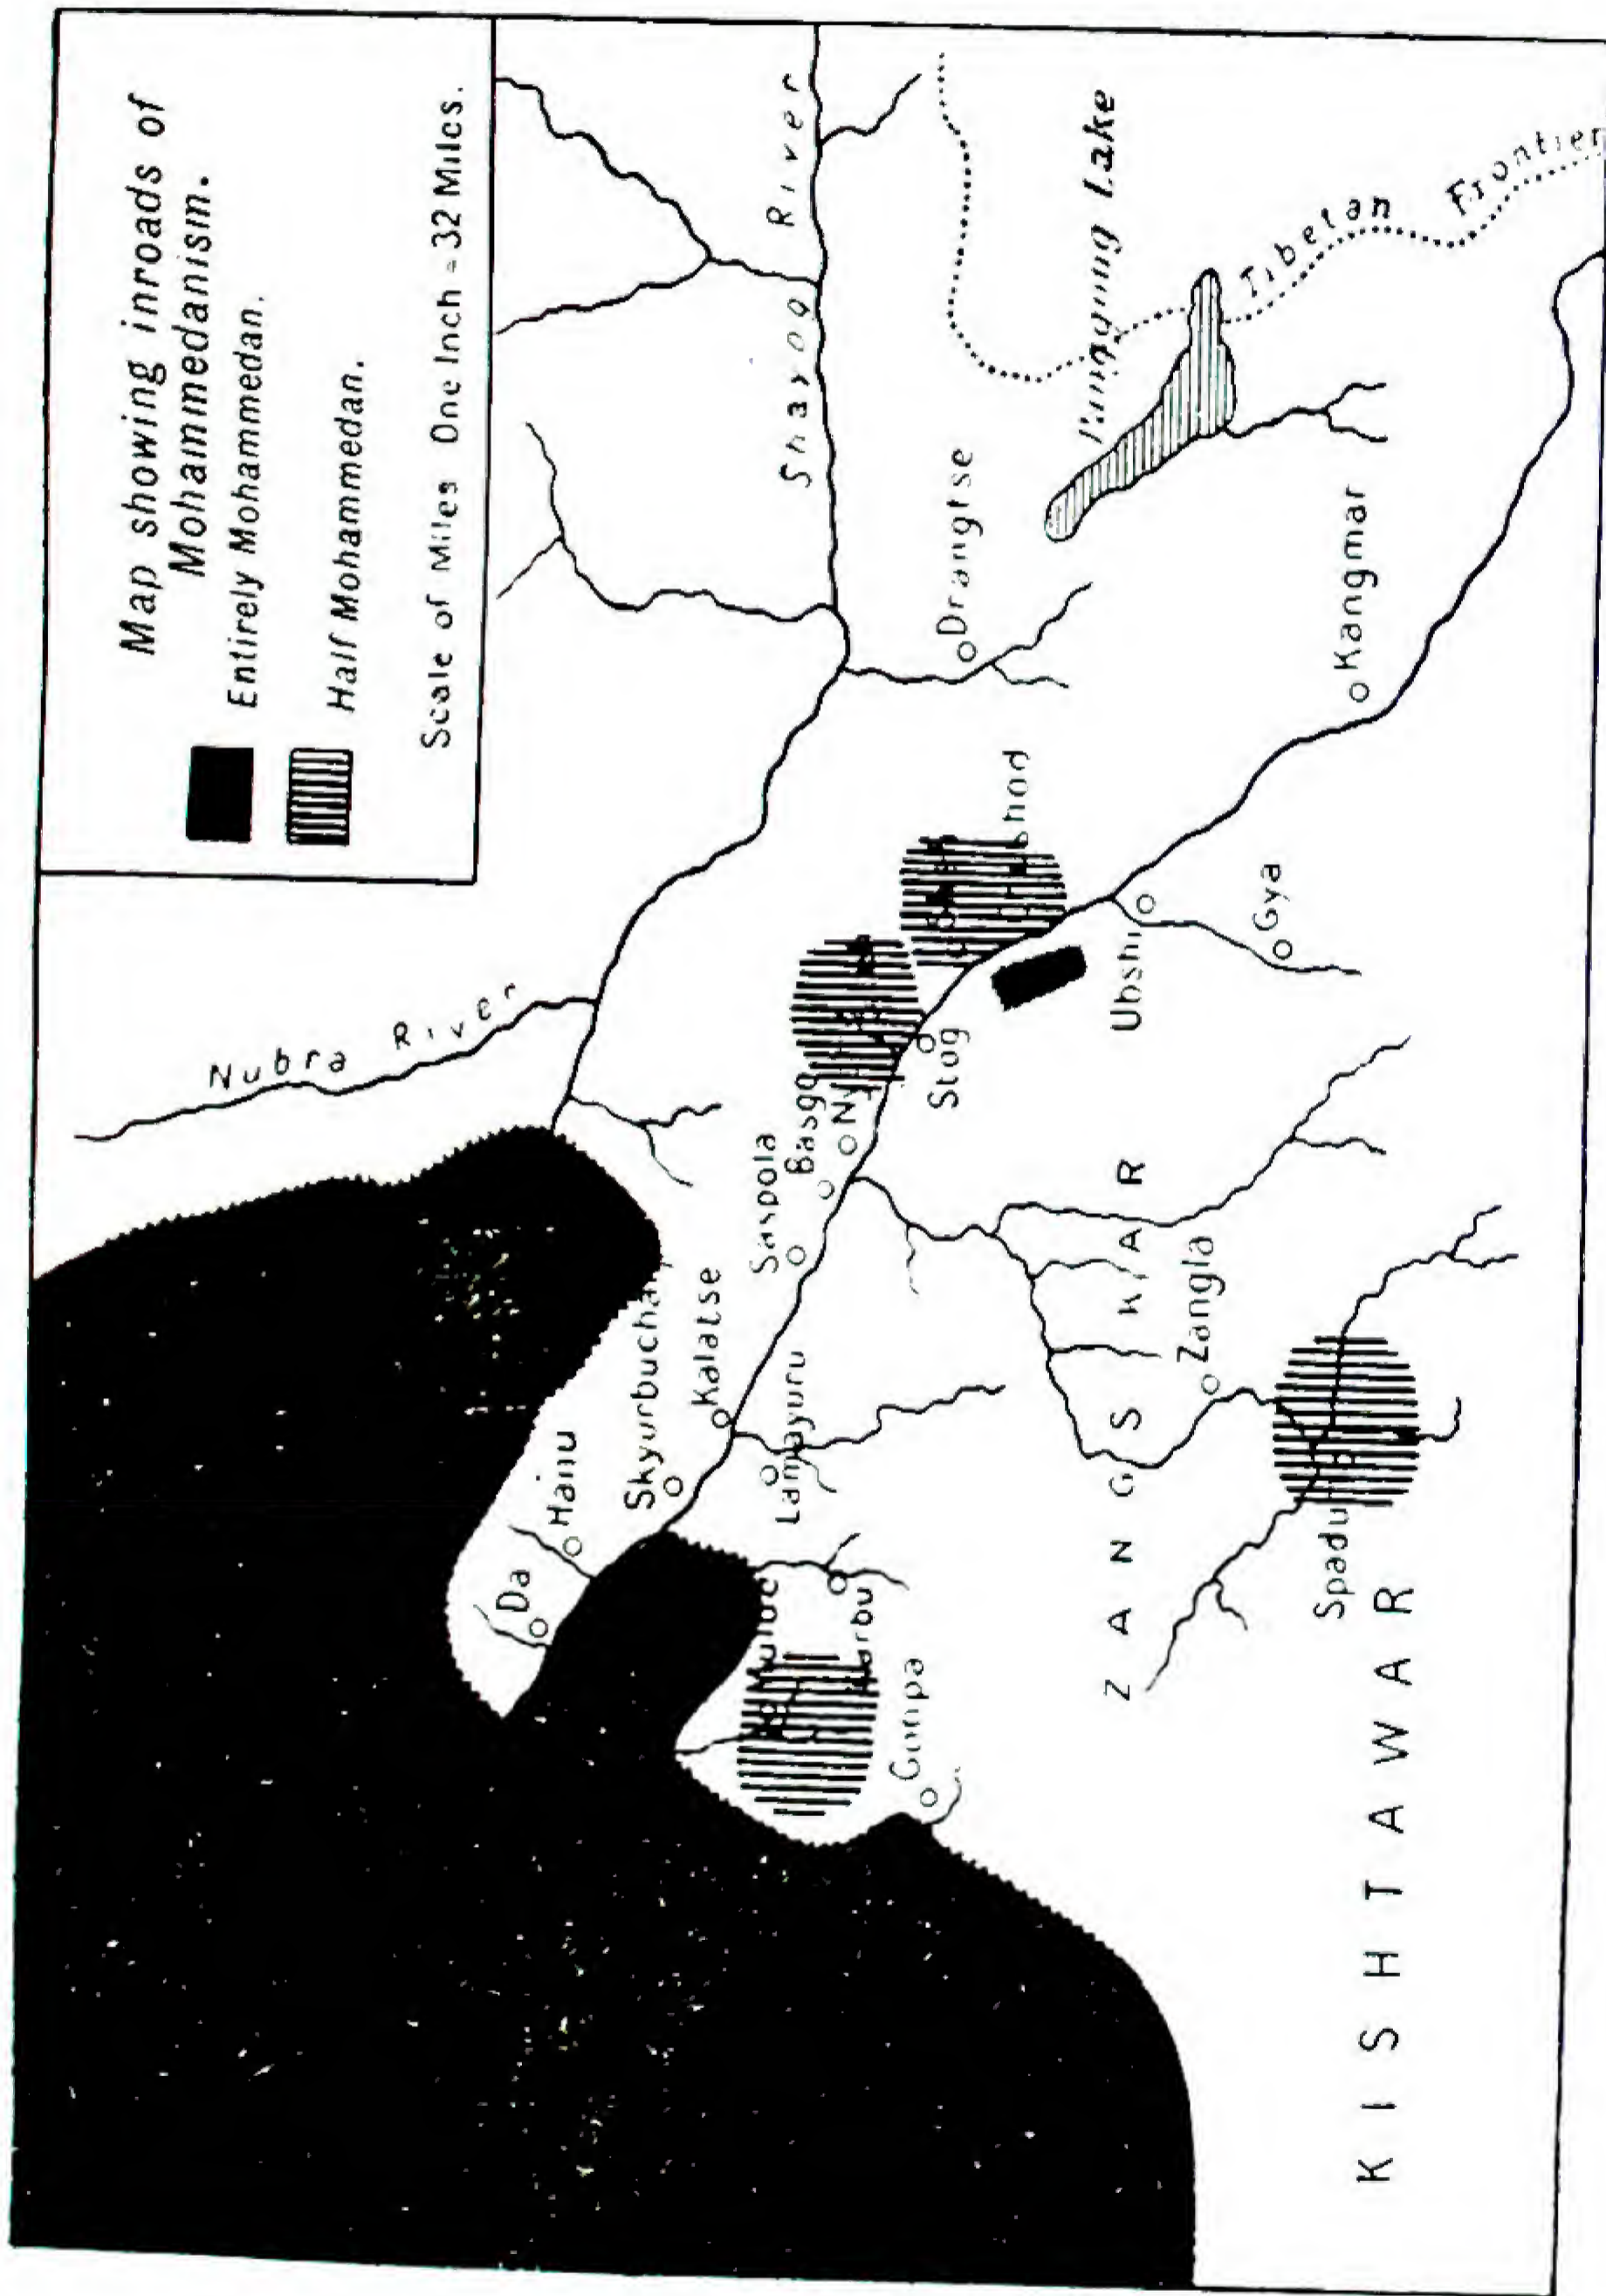 Map showing inroads of
Mohammedanism.
Entirely Mohammedan.
Half Mohammedan.
Scale of Miles One Inch = 32 Miles.
Nubra River
Shayog River
Pangong Lake
Tibetan Frontier
Drangtse
Kangmar
Gya
Ubshi
Stog
Basgo
Saspola
Kalatse
Skyurbuchan
Hanu
Da
Lamayuru
Gonpa
ZANGSKAR
Zangla
Spadu
KISHTAWAR